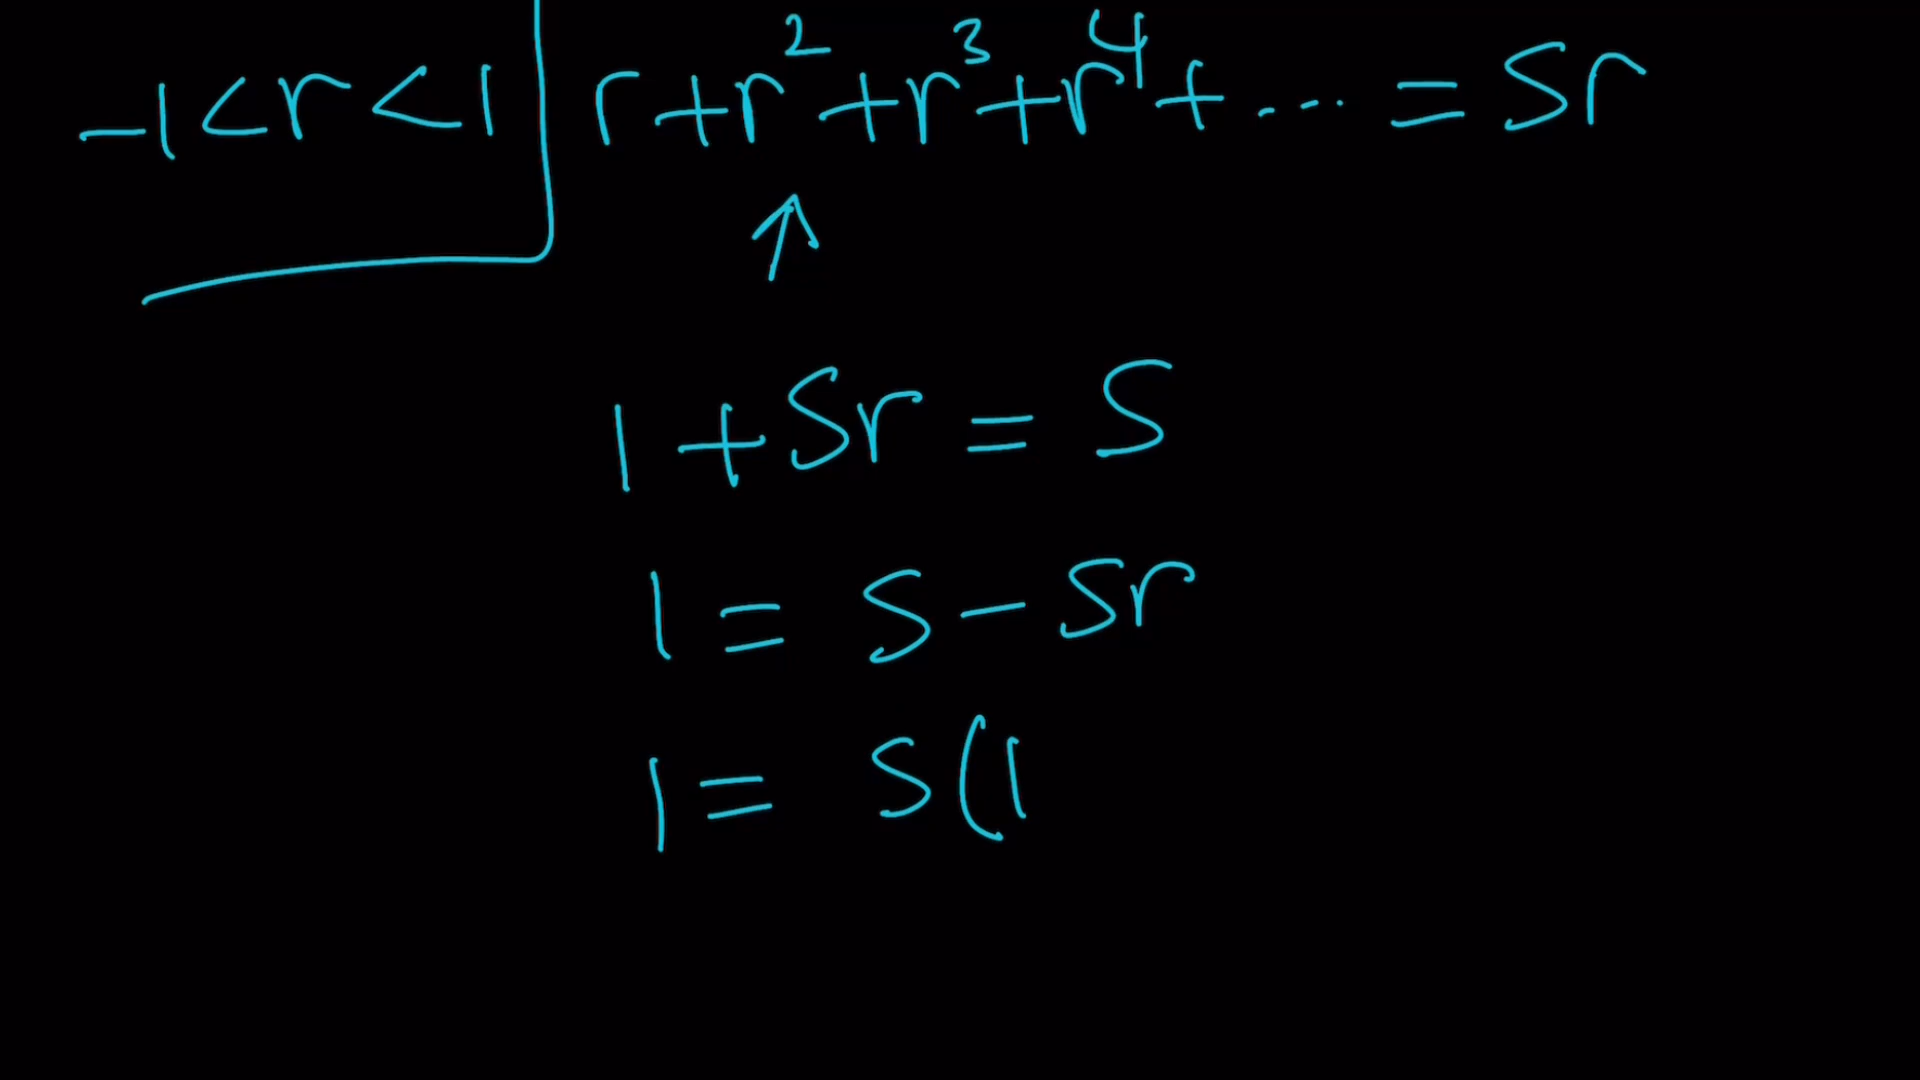 -1<r<1 r+r²+r³+r⁴+... = Sr
1+Sr = S
1 = S-Sr
1 = S(1